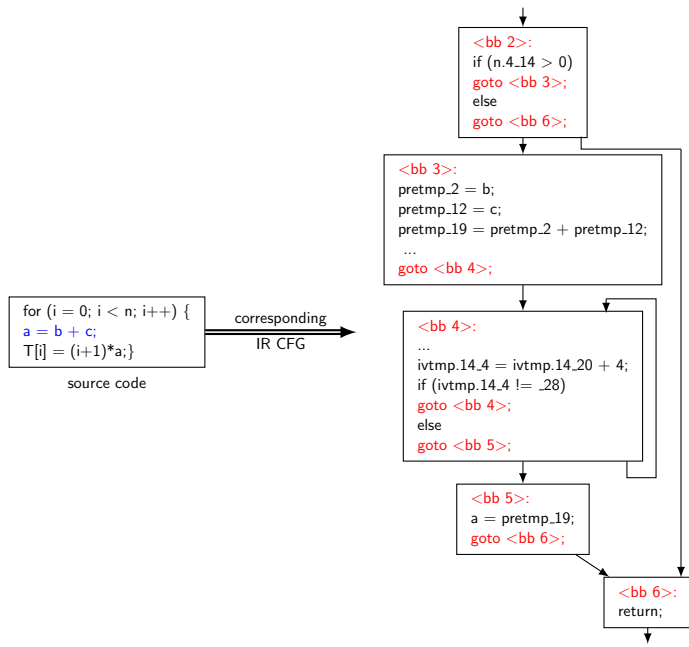 for (i = 0; i < n; i++) {
a = b + c;
T[i] = (i+1)*a;}
source code
corresponding
IR CFG
<bb 2>:
if (n.4_14 > 0)
goto <bb 3>;
else
goto <bb 6>;
<bb 3>:
pretmp_2 = b;
pretmp_12 = c;
pretmp_19 = pretmp_2 + pretmp_12;
...
goto <bb 4>;
<bb 4>:
...
ivtmp.14_4 = ivtmp.14_20 + 4;
if (ivtmp.14_4 != _28)
goto <bb 4>;
else
goto <bb 5>;
<bb 5>:
a = pretmp_19;
goto <bb 6>;
<bb 6>:
return;